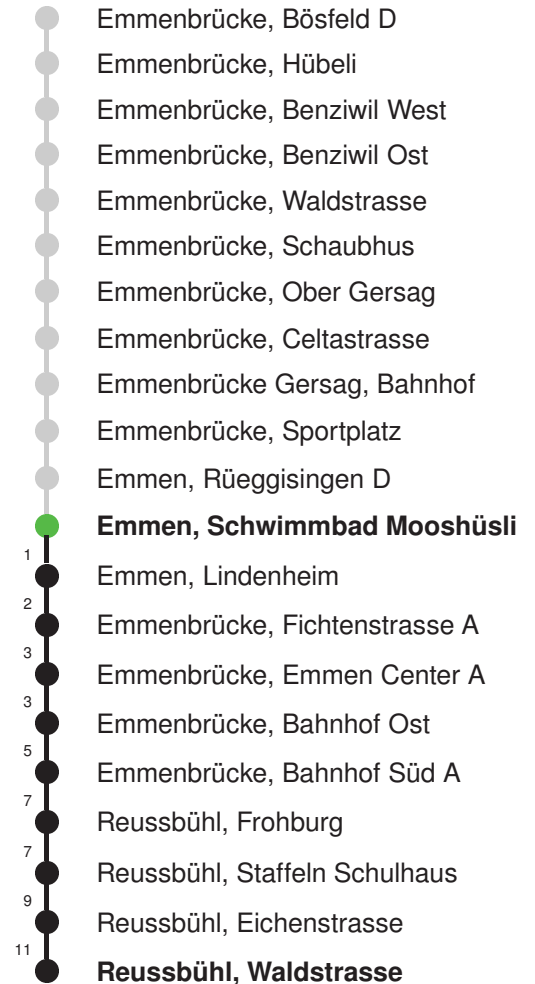 Emmenbrücke, Bösfeld D
Emmenbrücke, Hübeli
Emmenbrücke, Benziwil West
Emmenbrücke, Benziwil Ost
Emmenbrücke, Waldstrasse
Emmenbrücke, Schaubhus
Emmenbrücke, Ober Gersag
Emmenbrücke, Celtastrasse
Emmenbrücke Gersag, Bahnhof
Emmenbrücke, Sportplatz
Emmen, Rüeggisingen D
Emmen, Schwimmbad Mooshüsli
1 Emmen, Lindenheim
2 Emmenbrücke, Fichtenstrasse A
3 Emmenbrücke, Emmen Center A
3 Emmenbrücke, Bahnhof Ost
5 Emmenbrücke, Bahnhof Süd A
7 Reussbühl, Frohburg
7 Reussbühl, Staffeln Schulhaus
9 Reussbühl, Eichenstrasse
11 Reussbühl, Waldstrasse